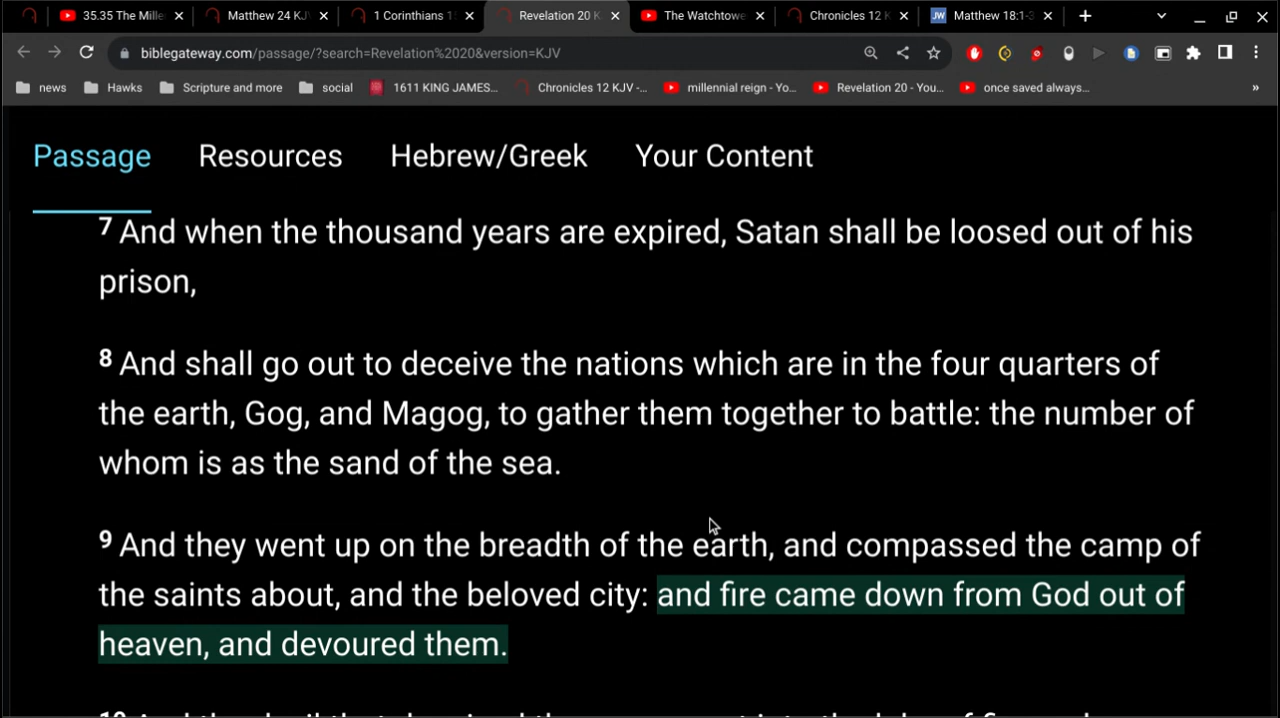 35.35 The Mille
Matthew 24 KJ
1 Corinthians 1
Revelation 20 K
The Watchtowe
Chronicles 12 K
JW
Matthew 18:1-3
biblegateway.com/passage/?search=Revelation%2020&version=KJV
news
Hawks
Scripture and more
social
1611 KING JAMES...
Chronicles 12 KJV -...
millennial reign - Yo...
Revelation 20 - You...
once saved always...
»
Passage Resources Hebrew/Greek Your Content
7 And when the thousand years are expired, Satan shall be loosed out of his
prison,
8 And shall go out to deceive the nations which are in the four quarters of
the earth, Gog, and Magog, to gather them together to battle: the number of
whom is as the sand of the sea.
9 And they went up on the breadth of the earth, and compassed the camp of
the saints about, and the beloved city: and fire came down from God out of
heaven, and devoured them.